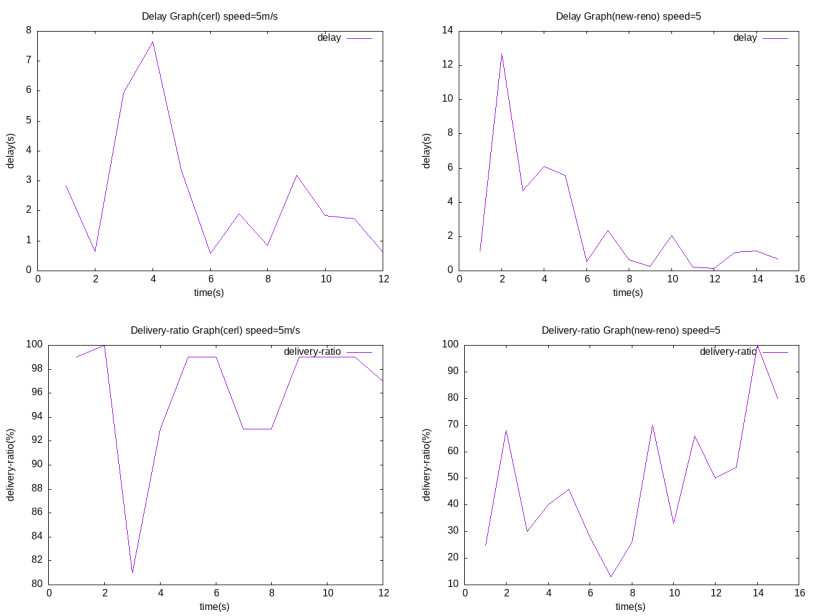 Delay Graph(cerl) speed=5m/s
delay
8
7
6
5
4
3
2
1
0
delay(s)
0 2 4 6 8 10 12
time(s)
Delay Graph(new-reno) speed=5
delay
14
12
10
8
6
4
2
0
delay(s)
0 2 4 6 8 10 12 14 16
time(s)
Delivery-ratio Graph(cerl) speed=5m/s
delivery-ratio
100
98
96
94
92
90
88
86
84
82
80
delivery-ratio(%)
0 2 4 6 8 10 12
time(s)
Delivery-ratio Graph(new-reno) speed=5
delivery-ratio
100
90
80
70
60
50
40
30
20
10
delivery-ratio(%)
0 2 4 6 8 10 12 14 16
time(s)